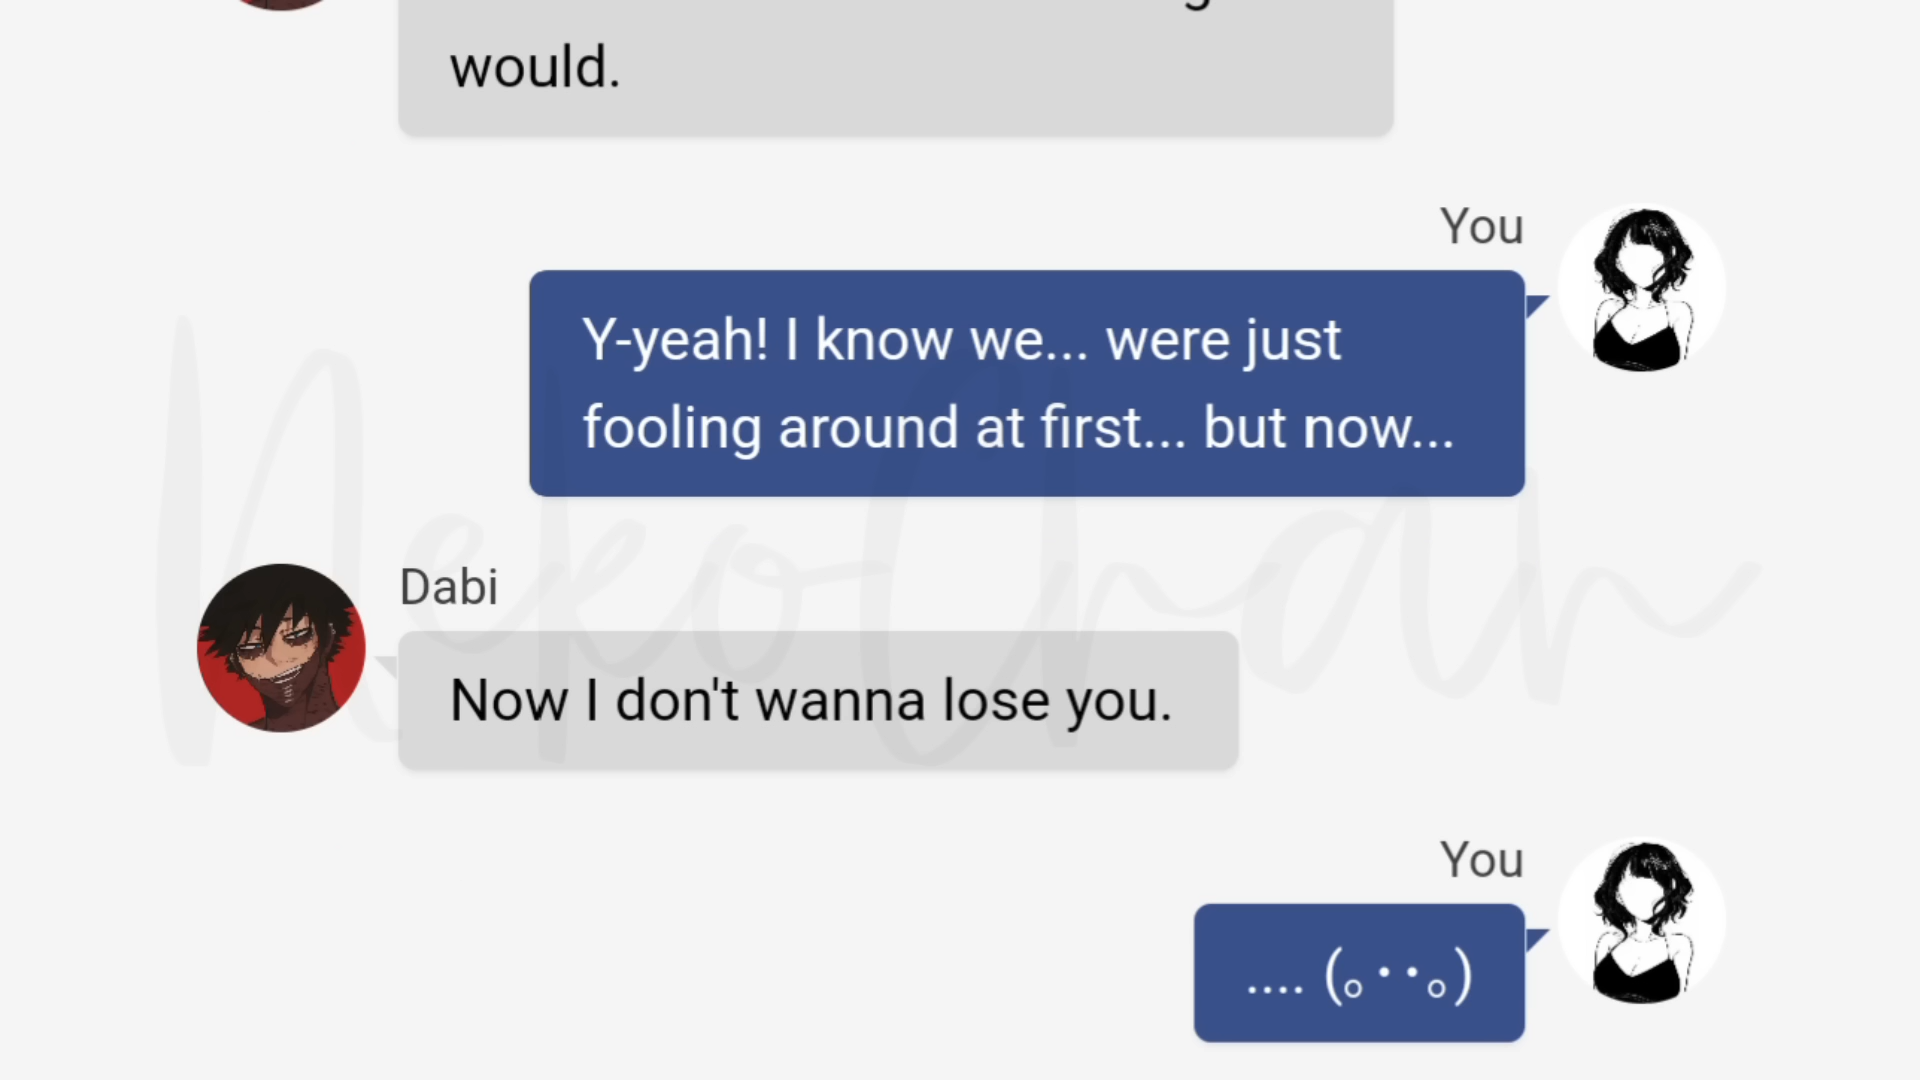 would.
You
Y-yeah! I know we... were just
fooling around at first... but now...
Dabi
Now I don't wanna lose you.
You
.... (｡··｡)
NekoChan